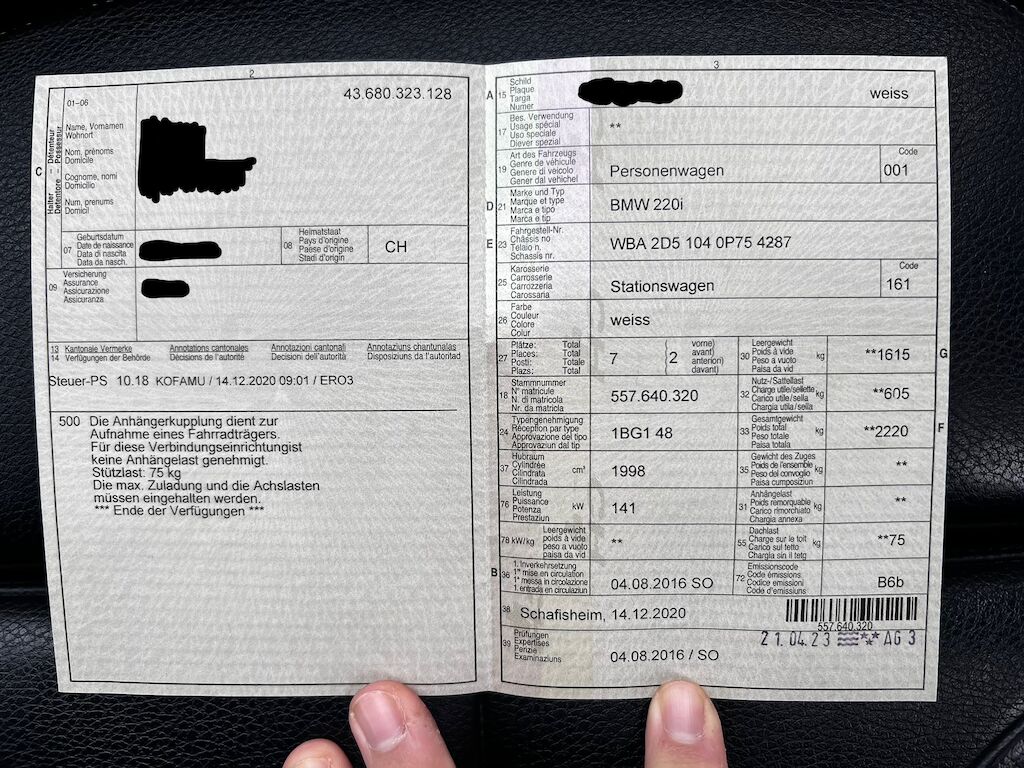 2
43.680.323.128
01–06
Name, Vornamen
Wohnort
Nom, prénoms
Domicile
Cognome, nomi
Domicilio
Num, prenums
Domicil
C
Halter – Détenteur
Detentore – Possessur
07
Geburtsdatum
Date de naissance
Data di nascita
Data da nasch.
08
Heimatstaat
Pays d'origine
Paese d'origine
Stadi d'origin
CH
09
Versicherung
Assurance
Assicurazione
Assicuranza
13 Kantonale Vermerke Annotations cantonales Annotazioni cantonali Annotaziuns chantunalas
14 Verfügungen der Behörde Décisions de l'autorité Decisioni dell'autorità Disposiziuns da l'autoritad
Steuer-PS 10.18 KOFAMU / 14.12.2020 09:01 / ERO3
500 Die Anhängerkupplung dient zur
Aufnahme eines Fahrradträgers.
Für diese Verbindungseinrichtungist
keine Anhängelast genehmigt.
Stützlast: 75 kg
Die max. Zuladung und die Achslasten
müssen eingehalten werden.
*** Ende der Verfügungen ***
3
A 15
Schild
Plaque
Targa
Numer
weiss
17
Bes. Verwendung
Usage spécial
Uso speciale
Diever spezial
**
19
Art des Fahrzeugs
Genre de véhicule
Genere di veicolo
Gener dal vehichel
Personenwagen
Code
001
D 21
Marke und Typ
Marque et type
Marca e tipo
Marca e tip
BMW 220i
E 23
Fahrgestell-Nr.
Châssis no
Telaio n.
Schassis nr.
WBA 2D5 104 0P75 4287
25
Karosserie
Carrosserie
Carrozzeria
Carossaria
Stationswagen
Code
161
26
Farbe
Couleur
Colore
Colur
weiss
27
Plätze: Total
Places: Total
Posti: Totale
Plazs: Total
7
vorne)
avant)
anteriori)
davant)
2
30
Leergewicht
Poids à vide
Peso a vuoto
Paisa da vid
kg
**1615
G
18
Stammnummer
N° matricule
N. di matricola
Nr. da matricla
557.640.320
32
Nutz-/Sattellast
Charge utile/sellette
Carico utile/sella
Chargia utila/sella
kg
**605
24
Typengenehmigung
Réception par type
Approvazione del tipo
Approvaziun dal tip
1BG1 48
33
Gesamtgewicht
Poids total
Peso totale
Paisa totala
kg
**2220
F
37
Hubraum
Cylindrée
Cilindrata
Cilindrada
cm³
1998
35
Gewicht des Zuges
Poids de l'ensemble
Peso del convoglio
Paisa cumposiziun
kg
**
76
Leistung
Puissance
Potenza
Prestaziun
kW
141
31
Anhängelast
Poids remorquable
Carico rimorchiato
Chargia annexa
kg
**
78 kW/kg
Leergewicht
poids à vide
peso a vuoto
paisa da vid
**
55
Dachlast
Charge sur le toit
Carico sul tetto
Chargia sin il tetg
kg
**75
B 36
1. Inverkehrsetzung
1re mise en circulation
1a messa in circolazione
1. entrada en circulaziun
04.08.2016 SO
72
Emissionscode
Code émissions
Codice emissioni
Code d'emissiuns
B6b
38
Schafisheim, 14.12.2020
557.640.320
21.04.23 AG 3
39
Prüfungen
Expertises
Perizie
Examinaziuns
04.08.2016 / SO